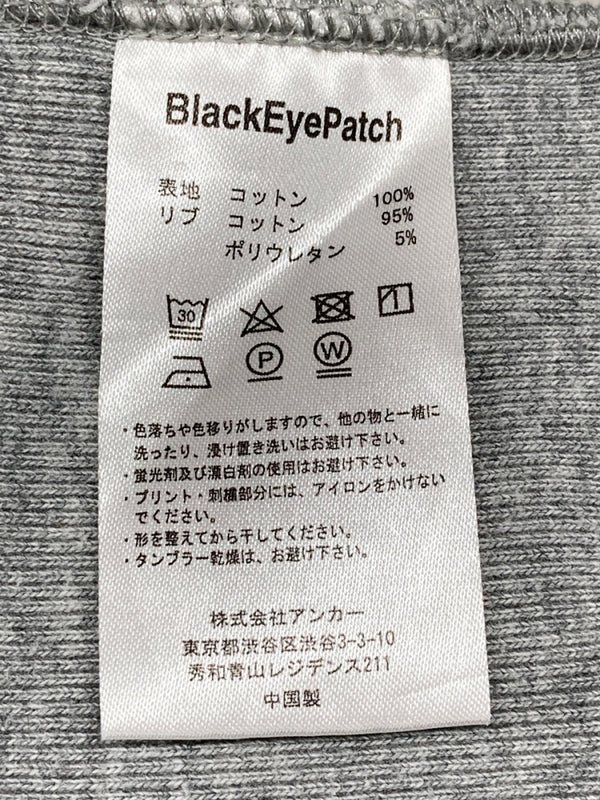 BlackEyePatch
表地 コットン 100%
リブ コットン 95%
ポリウレタン 5%
30
P W
・色落ちや色移りがしますので、他の物と一緒に
洗ったり、浸け置き洗いはお避け下さい。
・蛍光剤及び漂白剤の使用はお避け下さい。
・プリント・刺繍部分には、アイロンをかけない
でください。
・形を整えてから干してください。
・タンブラー乾燥は、お避け下さい。
株式会社アンカー
東京都渋谷区渋谷3-3-10
秀和青山レジデンス211
中国製